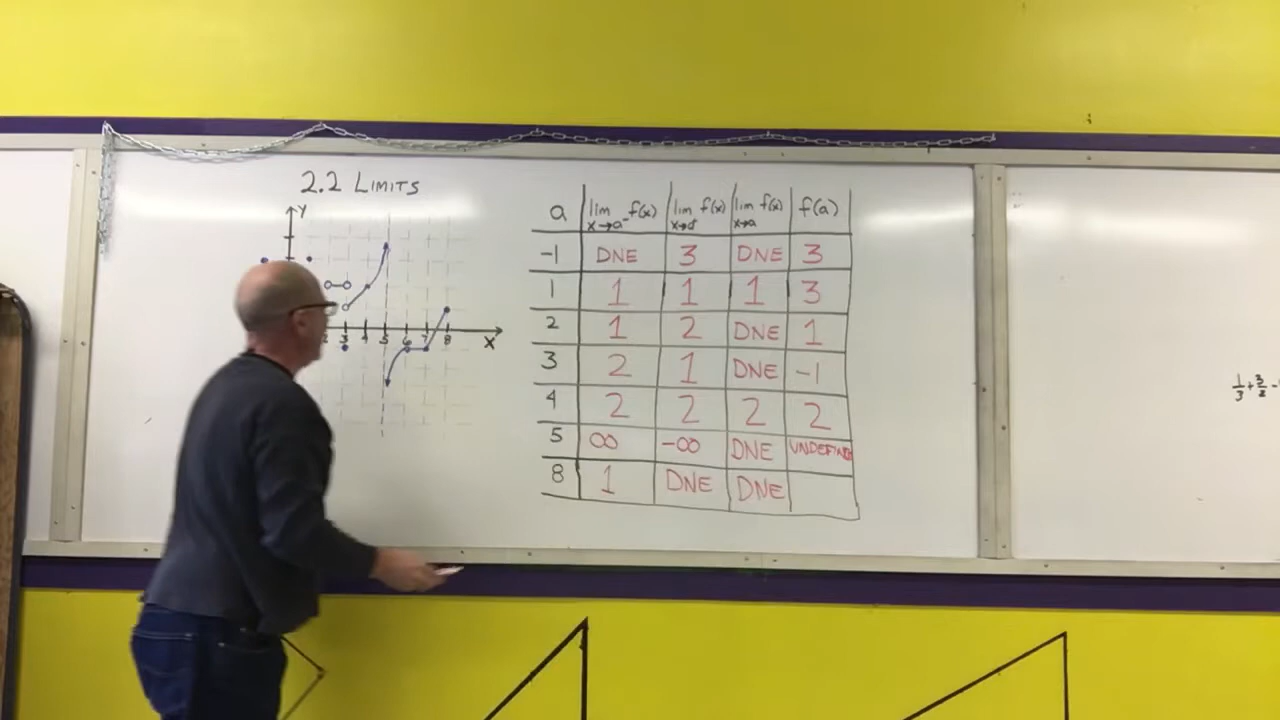 2.2 LIMITS
Y
3 4 5 6 7 8 X
a lim x→a⁻ f(x) lim x→a⁺ f(x) lim x→a f(x) f(a)
-1 DNE 3 DNE 3
1 1 1 1 3
2 1 2 DNE 1
3 2 1 DNE -1
4 2 2 2 2
5 ∞ -∞ DNE UNDEFINED
8 1 DNE DNE